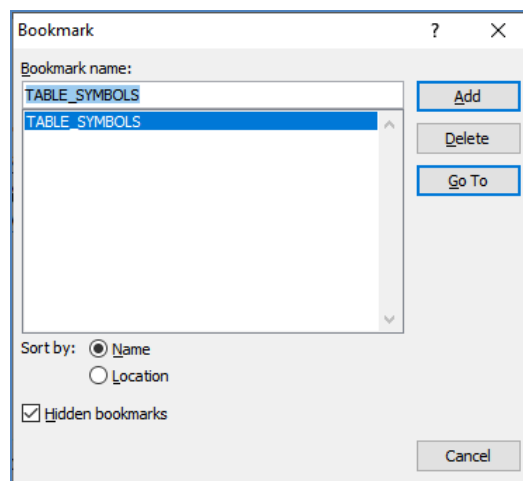 Bookmark ?
Bookmark name:
TABLE_SYMBOLS
TABLE_SYMBOLS
Add
Delete
Go To
Sort by: Name
Location
Hidden bookmarks
Cancel